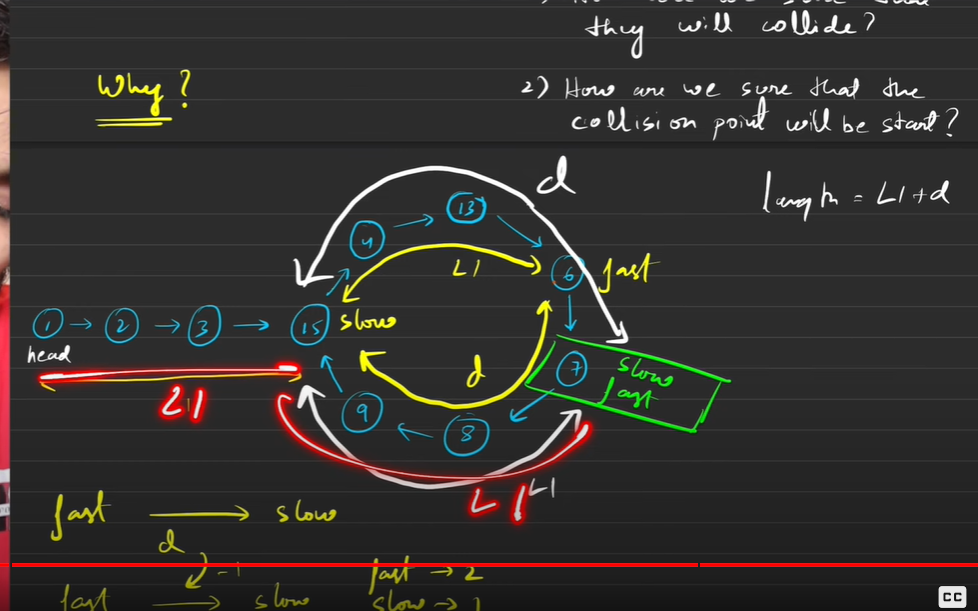 they will collide?
Why?
2) How are we sure that the
collision point will be start?
d
length = L1+d
13
4
L1
6 fast
1 → 2 → 3 → 15 slow
head
d
7 slow
fast
L1
9
8
L1
L1
fast → slow
d
-1
fast → 2
fast → slow
slow → 1
CC